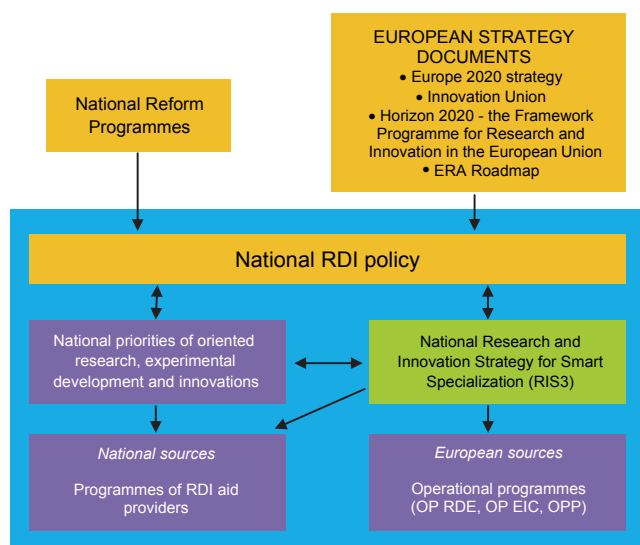 National Reform
Programmes
EUROPEAN STRATEGY
DOCUMENTS
• Europe 2020 strategy
• Innovation Union
• Horizon 2020 - the Framework
Programme for Research and
Innovation in the European Union
• ERA Roadmap
National RDI policy
National priorities of oriented
research, experimental
development and innovations
National Research and
Innovation Strategy for Smart
Specialization (RIS3)
National sources
Programmes of RDI aid
providers
European sources
Operational programmes
(OP RDE, OP EIC, OPP)